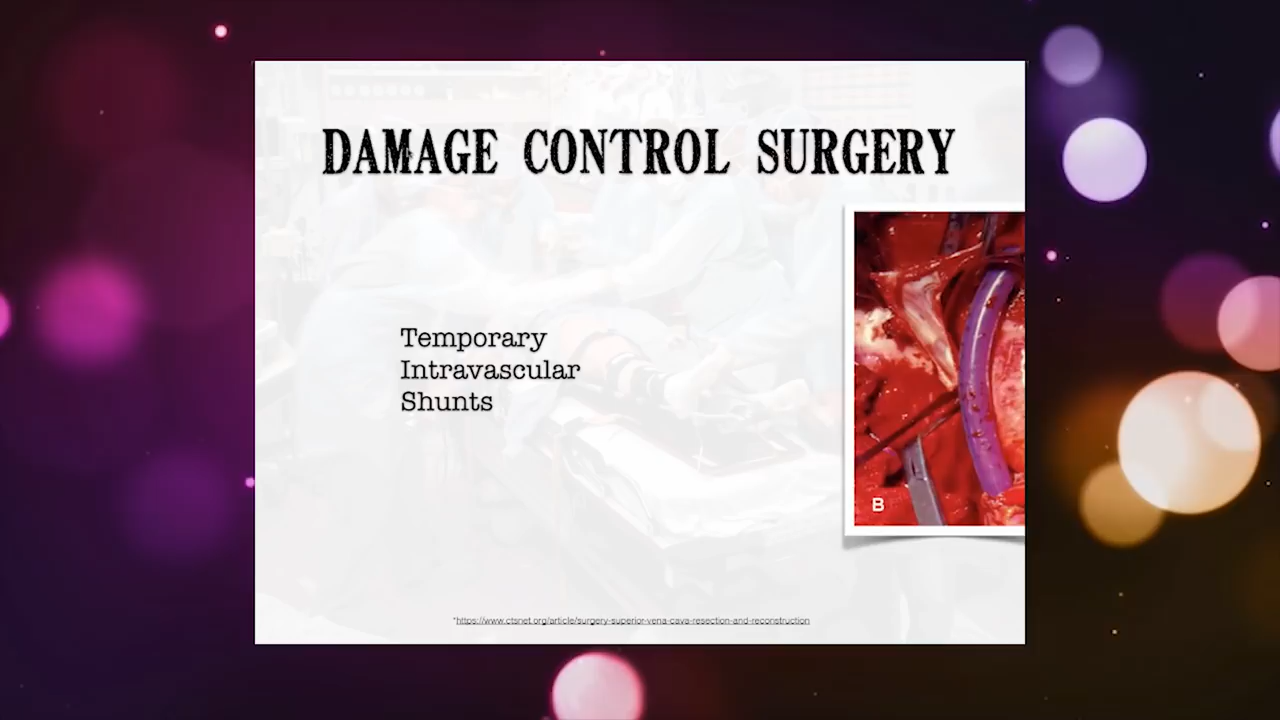 DAMAGE CONTROL SURGERY
Temporary
Intravascular
Shunts
B
*https://www.ctsnet.org/article/surgery-superior-vena-cava-resection-and-reconstruction